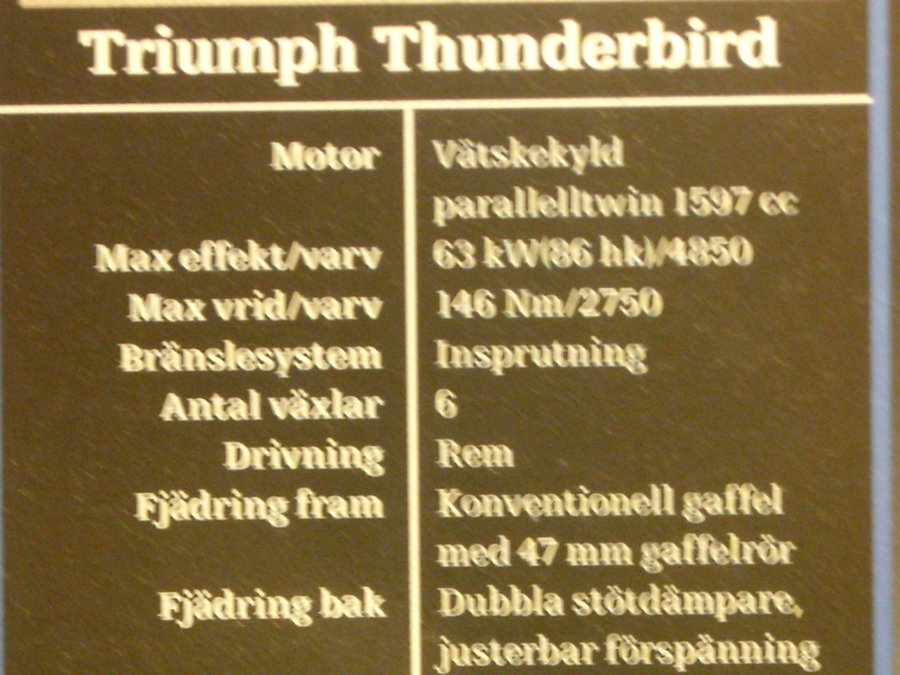 Triumph Thunderbird
Motor Vätskekyld
parallelltwin 1597 cc
Max effekt/varv 63 kW(86 hk)/4850
Max vrid/varv 146 Nm/2750
Bränslesystem Insprutning
Antal växlar 6
Drivning Rem
Fjädring fram Konventionell gaffel
med 47 mm gaffelrör
Fjädring bak Dubbla stötdämpare,
justerbar förspänning